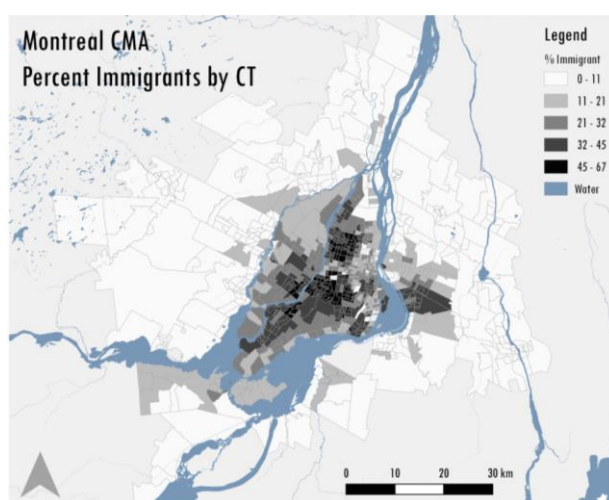 Montreal CMA
Percent Immigrants by CT
Legend
% Immigrant
0 - 11
11 - 21
21 - 32
32 - 45
45 - 67
Water
0 10 20 30 km